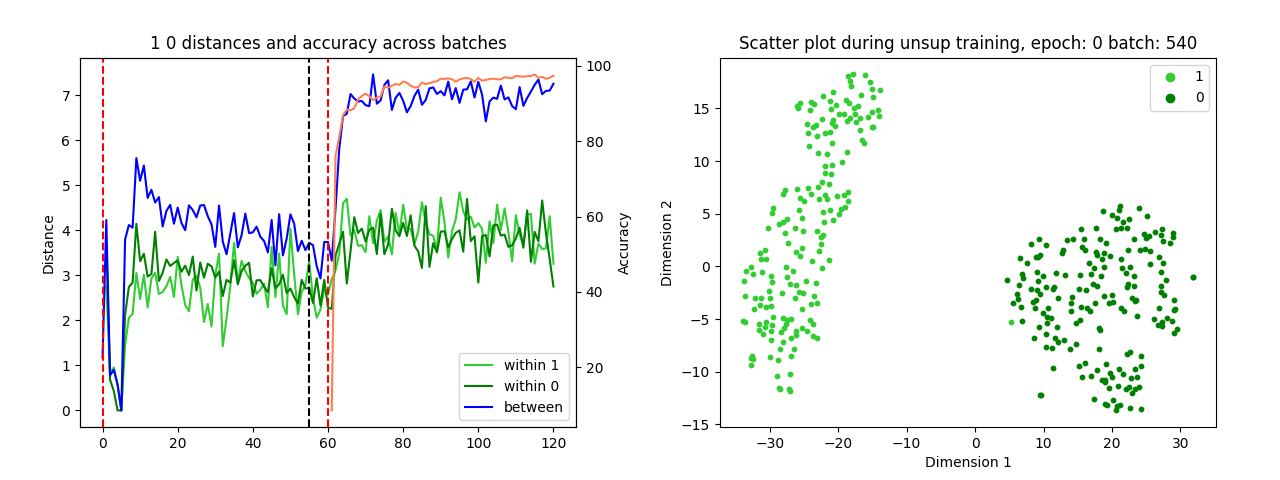 1 0 distances and accuracy across batches
Distance
7
6
5
4
3
2
1
0
0 20 40 60 80 100 120
100
80
60
40
20
Accuracy
within 1
within 0
between
Scatter plot during unsup training, epoch: 0 batch: 540
Dimension 2
15
10
5
0
−5
−10
−15
−30 −20 −10 0 10 20 30
Dimension 1
1
0